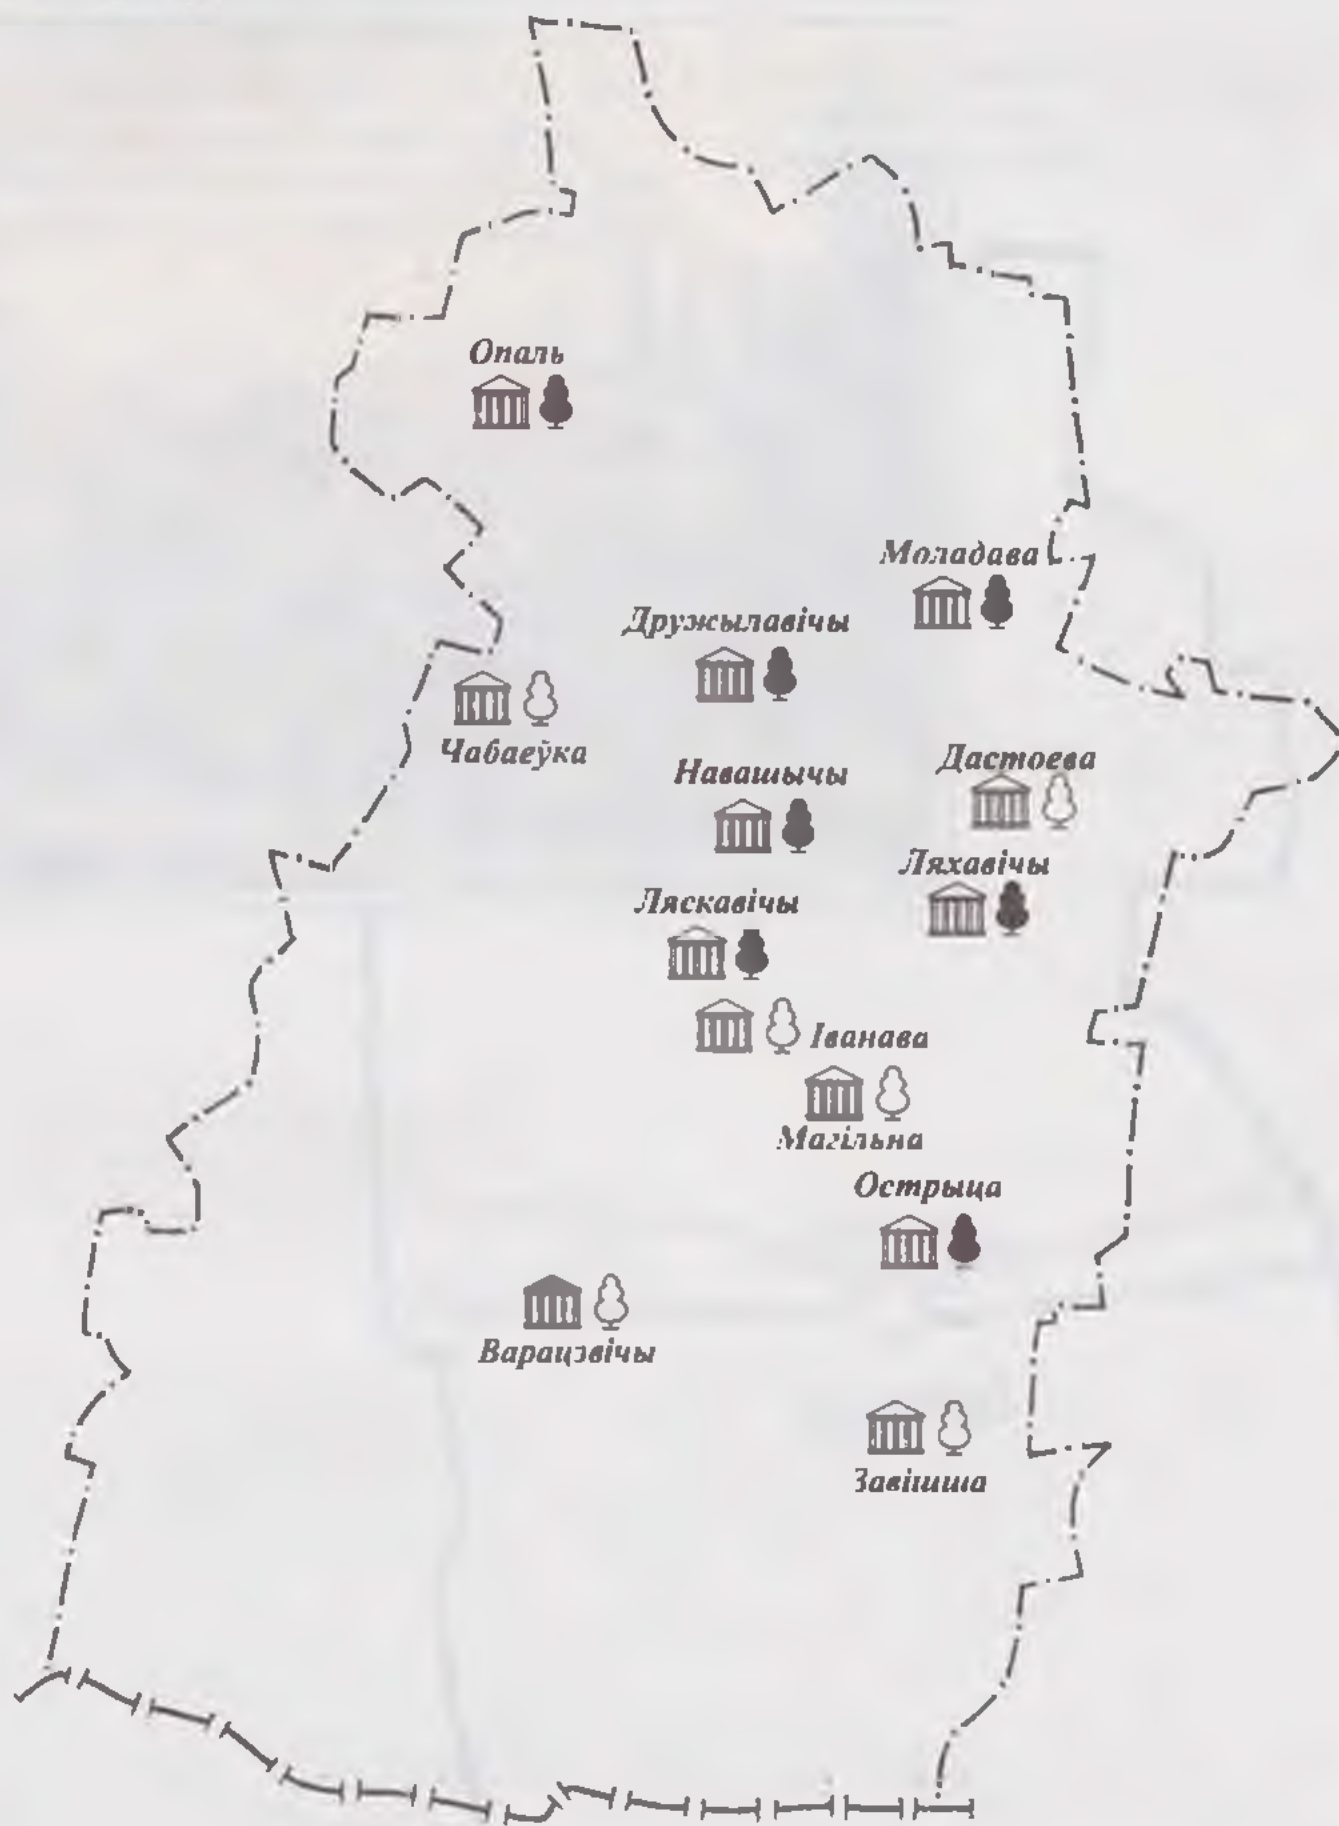 Опаль
Моладава
Дружылавічы
Чабаеўка
Навашычы
Дастоева
Ляхавічы
Ляскавічы
Іванава
Магільна
Острыца
Варацэвічы
Завішша